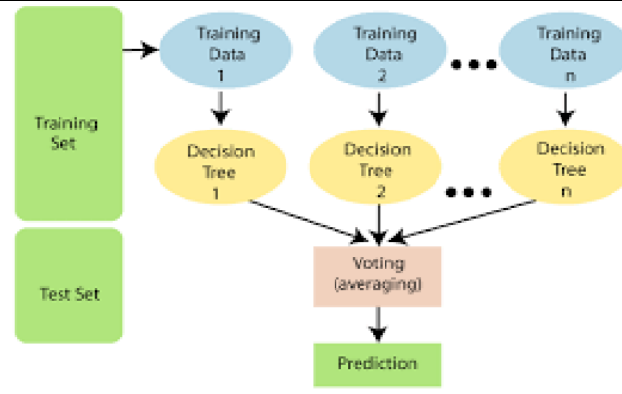 Training
Set
Training
Data
1
Training
Data
2
Training
Data
n
Decision
Tree
1
Decision
Tree
2
Decision
Tree
n
Test Set
Voting
(averaging)
Prediction